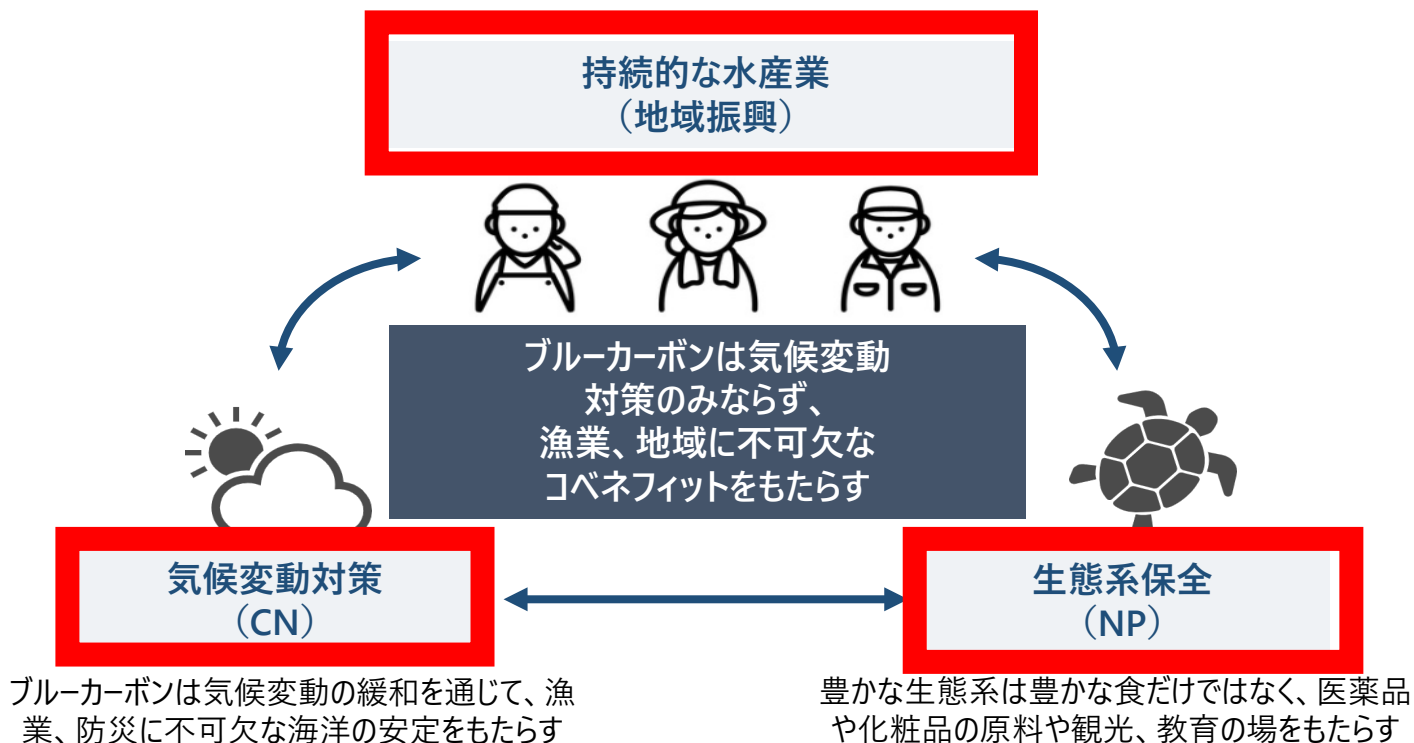 持続的な水産業
（地域振興）
ブルーカーボンは気候変動
対策のみならず、
漁業、地域に不可欠な
コベネフィットをもたらす
気候変動対策
（CN）
生態系保全
（NP）
ブルーカーボンは気候変動の緩和を通じて、漁
業、防災に不可欠な海洋の安定をもたらす
豊かな生態系は豊かな食だけではなく、医薬品
や化粧品の原料や観光、教育の場をもたらす